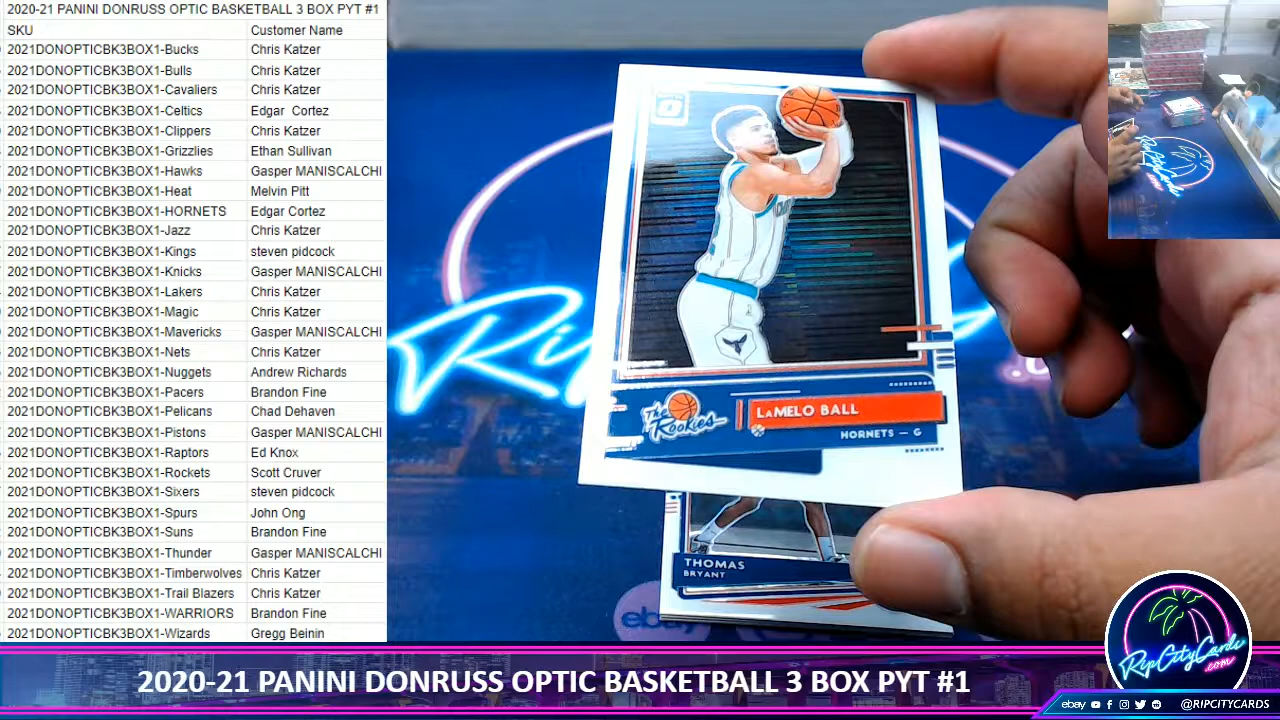 2020-21 PANINI DONRUSS OPTIC BASKETBALL 3 BOX PYT #1
SKU Customer Name
2021DONOPTICBK3BOX1-Bucks Chris Katzer
2021DONOPTICBK3BOX1-Bulls Chris Katzer
2021DONOPTICBK3BOX1-Cavaliers Chris Katzer
2021DONOPTICBK3BOX1-Celtics Edgar Cortez
2021DONOPTICBK3BOX1-Clippers Chris Katzer
2021DONOPTICBK3BOX1-Grizzlies Ethan Sullivan
2021DONOPTICBK3BOX1-Hawks Gasper MANISCALCHI
2021DONOPTICBK3BOX1-Heat Melvin Pitt
2021DONOPTICBK3BOX1-HORNETS Edgar Cortez
2021DONOPTICBK3BOX1-Jazz Chris Katzer
2021DONOPTICBK3BOX1-Kings steven pidcock
2021DONOPTICBK3BOX1-Knicks Gasper MANISCALCHI
2021DONOPTICBK3BOX1-Lakers Chris Katzer
2021DONOPTICBK3BOX1-Magic Chris Katzer
2021DONOPTICBK3BOX1-Mavericks Gasper MANISCALCHI
2021DONOPTICBK3BOX1-Nets Chris Katzer
2021DONOPTICBK3BOX1-Nuggets Andrew Richards
2021DONOPTICBK3BOX1-Pacers Brandon Fine
2021DONOPTICBK3BOX1-Pelicans Chad Dehaven
2021DONOPTICBK3BOX1-Pistons Gasper MANISCALCHI
2021DONOPTICBK3BOX1-Raptors Ed Knox
2021DONOPTICBK3BOX1-Rockets Scott Cruver
2021DONOPTICBK3BOX1-Sixers steven pidcock
2021DONOPTICBK3BOX1-Spurs John Ong
2021DONOPTICBK3BOX1-Suns Brandon Fine
2021DONOPTICBK3BOX1-Thunder Gasper MANISCALCHI
2021DONOPTICBK3BOX1-Timberwolves Chris Katzer
2021DONOPTICBK3BOX1-Trail Blazers Chris Katzer
2021DONOPTICBK3BOX1-WARRIORS Brandon Fine
2021DONOPTICBK3BOX1-Wizards Gregg Beinin
The Rookies
LaMELO BALL
HORNETS — G
THOMAS
BRYANT
ebay
RipCityCards
.com
2020-21 PANINI DONRUSS OPTIC BASKETBALL 3 BOX PYT #1
ebay @RIPCITYCARDS